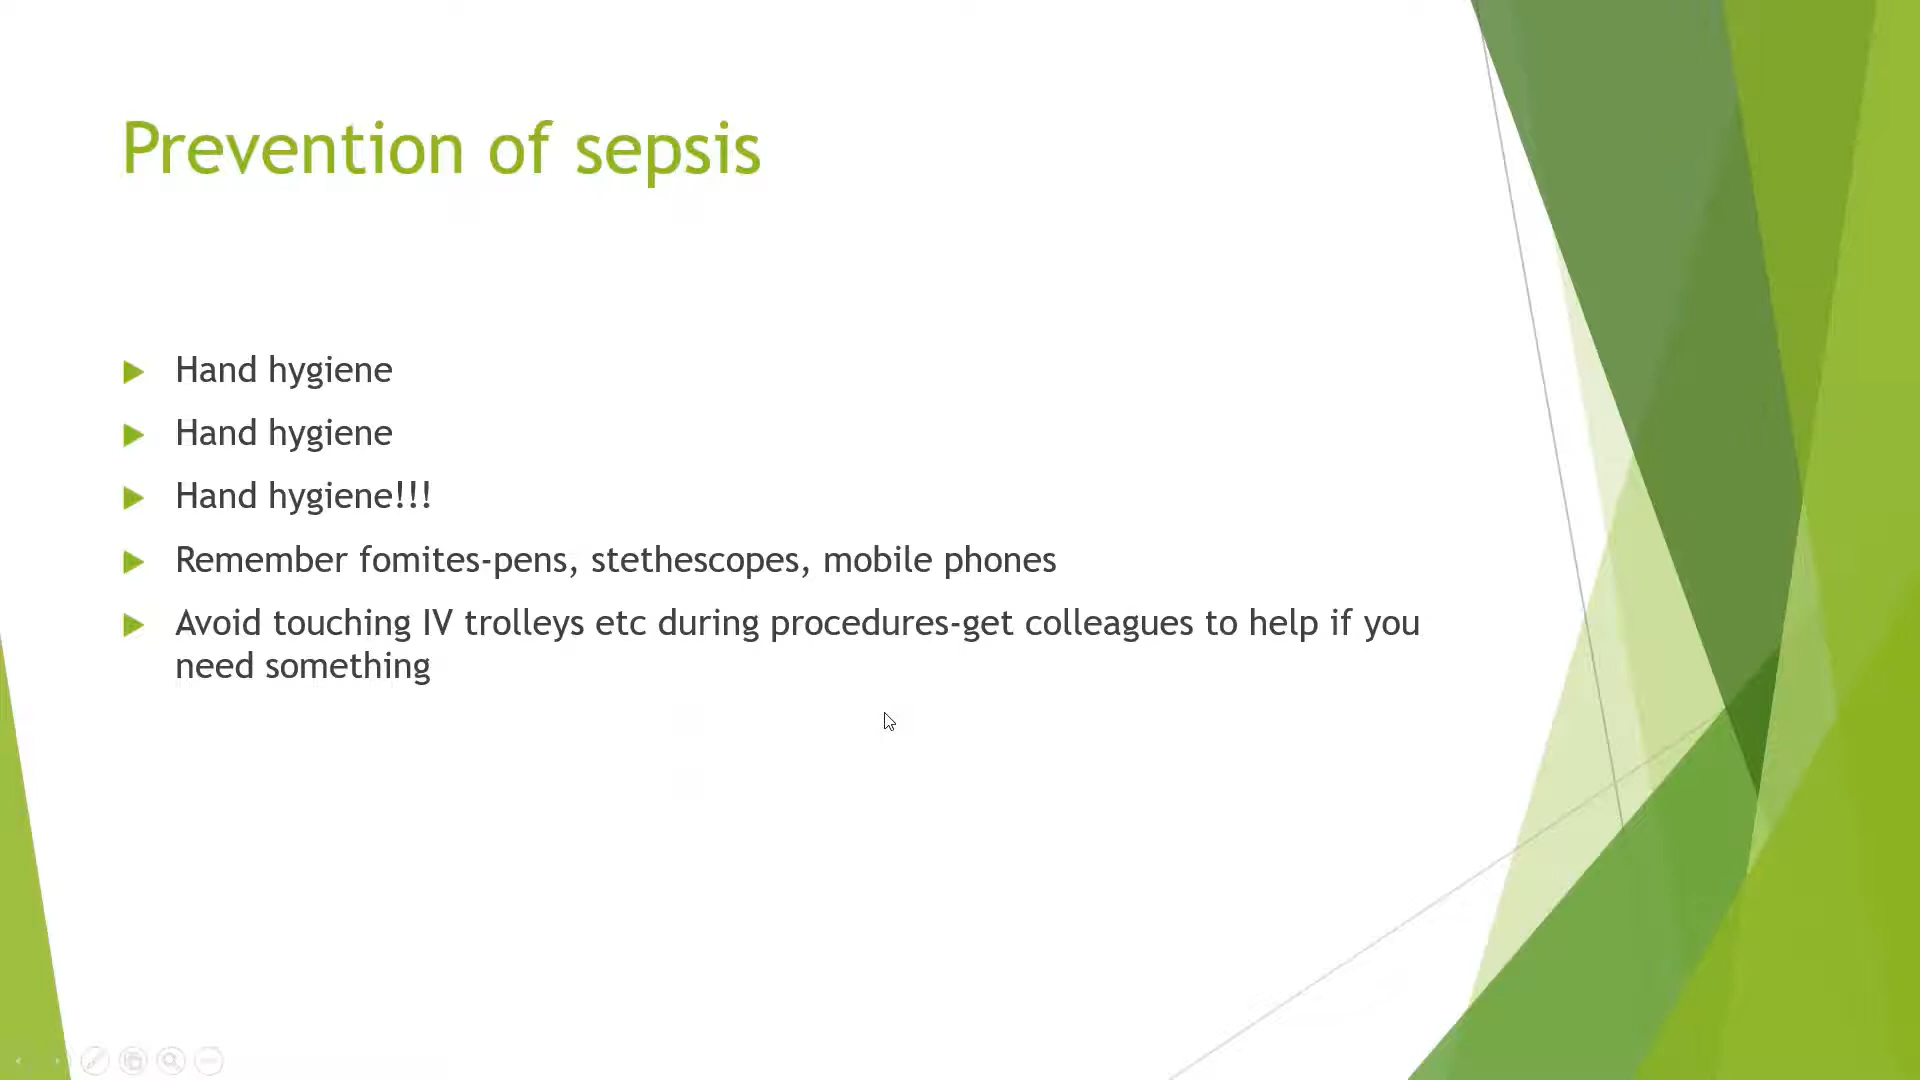 Prevention of sepsis
Hand hygiene
Hand hygiene
Hand hygiene!!!
Remember fomites-pens, stethescopes, mobile phones
Avoid touching IV trolleys etc during procedures-get colleagues to help if you
need something